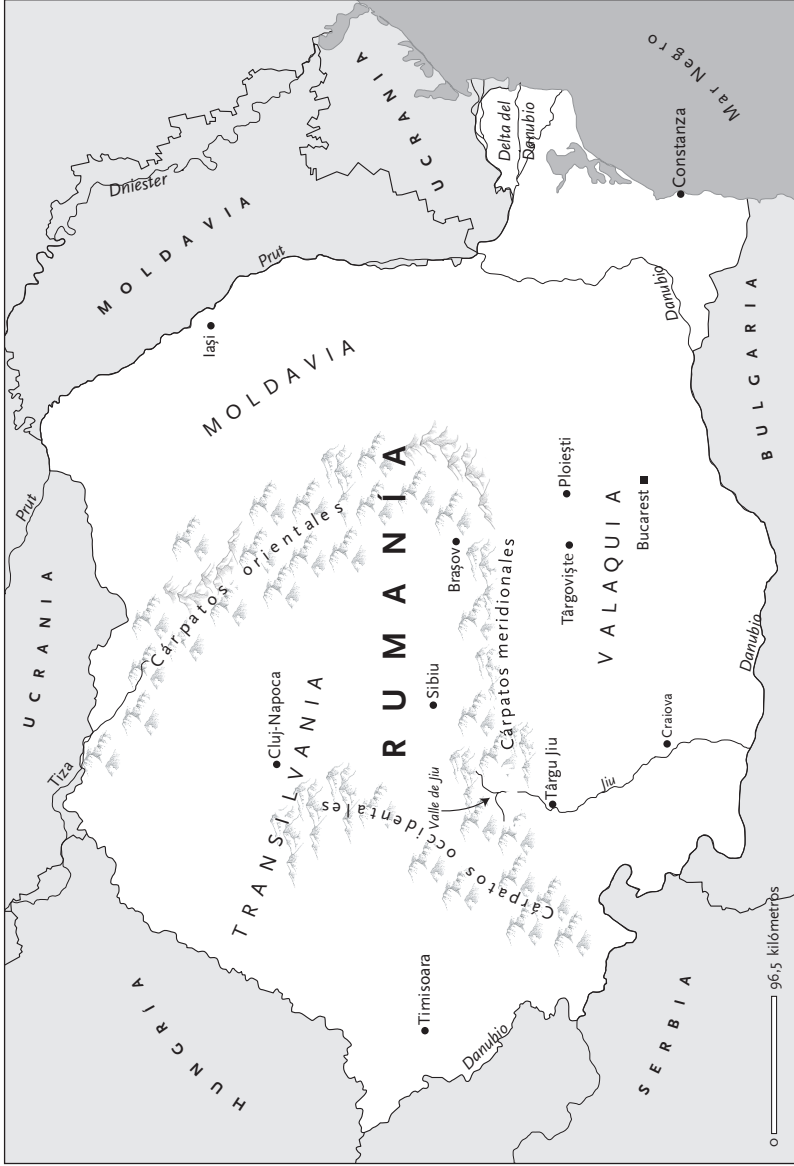 UCRANIA
Prut
Tiza
Dniester
MOLDAVIA
UCRANIA
HUNGRÍA
Prut
Iași
MOLDAVIA
Cárpatos orientales
Cluj-Napoca
TRANSILVANIA
Cárpatos occidentales
RUMANÍA
Sibiu
Brașov
Valle de Jiu
Cárpatos meridionales
Timisoara
Danubio
Delta del
Danubio
Mar Negro
Constanza
Târgu Jiu
Jiu
Târgoviște
Ploiești
VALAQUIA
Bucarest
Craiova
Danubio
Danubio
SERBIA
BULGARIA
0 96,5 kilómetros